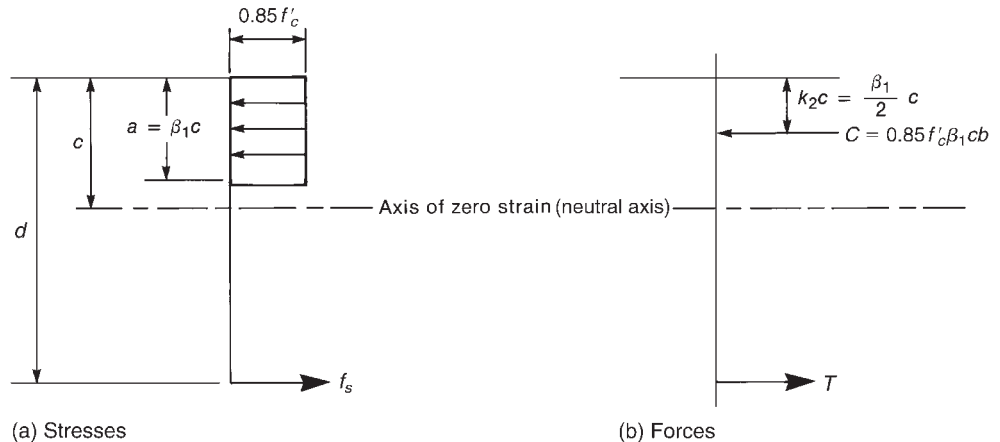 0.85f′c
a = β1c
c
d
k2c = β1/2 c
C = 0.85f′cβ1cb
Axis of zero strain (neutral axis)
fs
T
(a) Stresses
(b) Forces